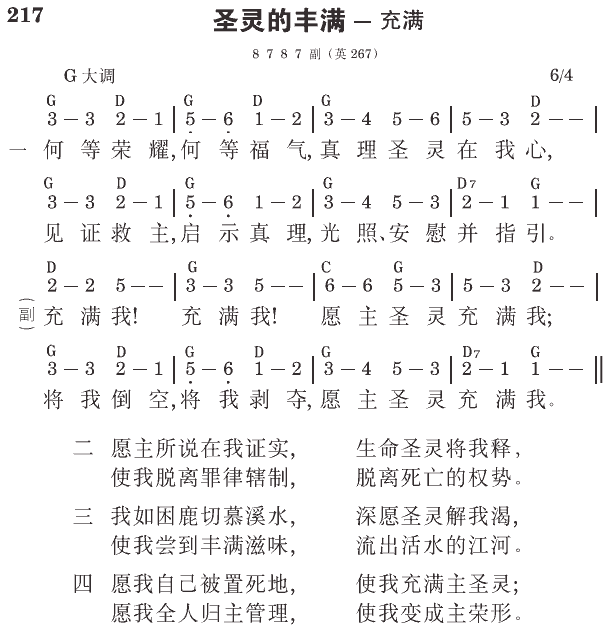 217
圣灵的丰满 — 充满
8 7 8 7 副（英267）
G 大调 6/4
G D G D G D
3 – 3 2 – 1 | 5 – 6 1 – 2 | 3 – 4 5 – 6 | 5 – 3 2 – – |
一 何等荣耀,何等福气,真理圣灵在我心,
G D G G D7 G
3 – 3 2 – 1 | 5 – 6 1 – 2 | 3 – 4 5 – 3 | 2 – 1 1 – – |
见证救主,启示真理,光照、安慰并指引。
D G C G D
2 – 2 5 – – | 3 – 3 5 – – | 6 – 6 5 – 3 | 5 – 3 2 – – |
(副) 充满我! 充满我! 愿主圣灵充满我;
G D G D G D7 G
3 – 3 2 – 1 | 5 – 6 1 – 2 | 3 – 4 5 – 3 | 2 – 1 1 – – ‖
将我倒空,将我剥夺,愿主圣灵充满我。
二 愿主所说在我证实, 生命圣灵将我释,
使我脱离罪律辖制, 脱离死亡的权势。
三 我如困鹿切慕溪水, 深愿圣灵解我渴,
使我尝到丰满滋味, 流出活水的江河。
四 愿我自己被置死地, 使我充满主圣灵;
愿我全人归主管理, 使我变成主荣形。